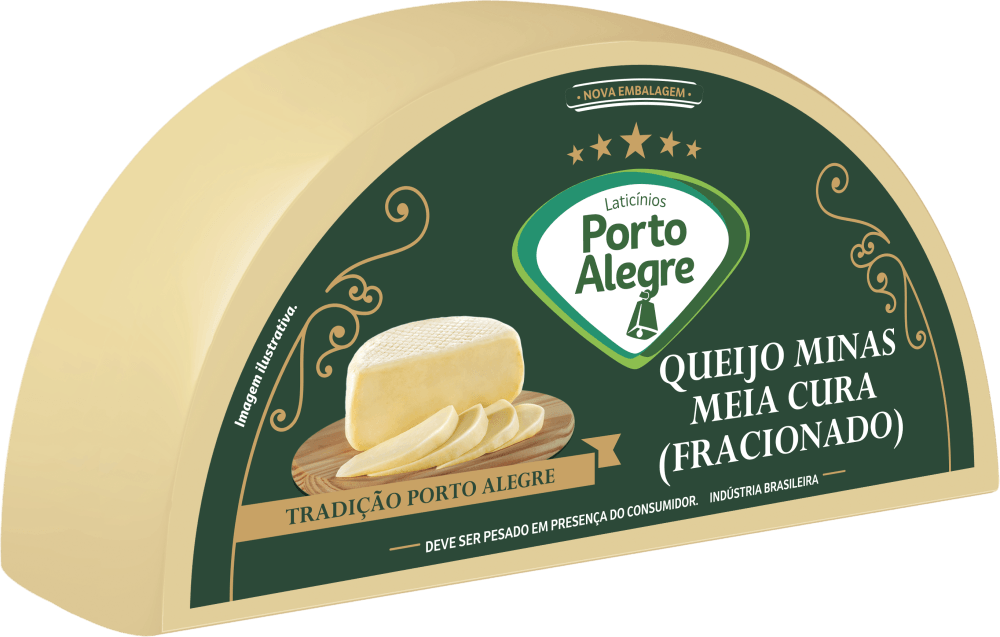 • NOVA EMBALAGEM •
Laticínios
Porto
Alegre
Imagem ilustrativa.
QUEIJO MINAS
MEIA CURA
(FRACIONADO)
TRADIÇÃO PORTO ALEGRE
DEVE SER PESADO EM PRESENÇA DO CONSUMIDOR. INDÚSTRIA BRASILEIRA